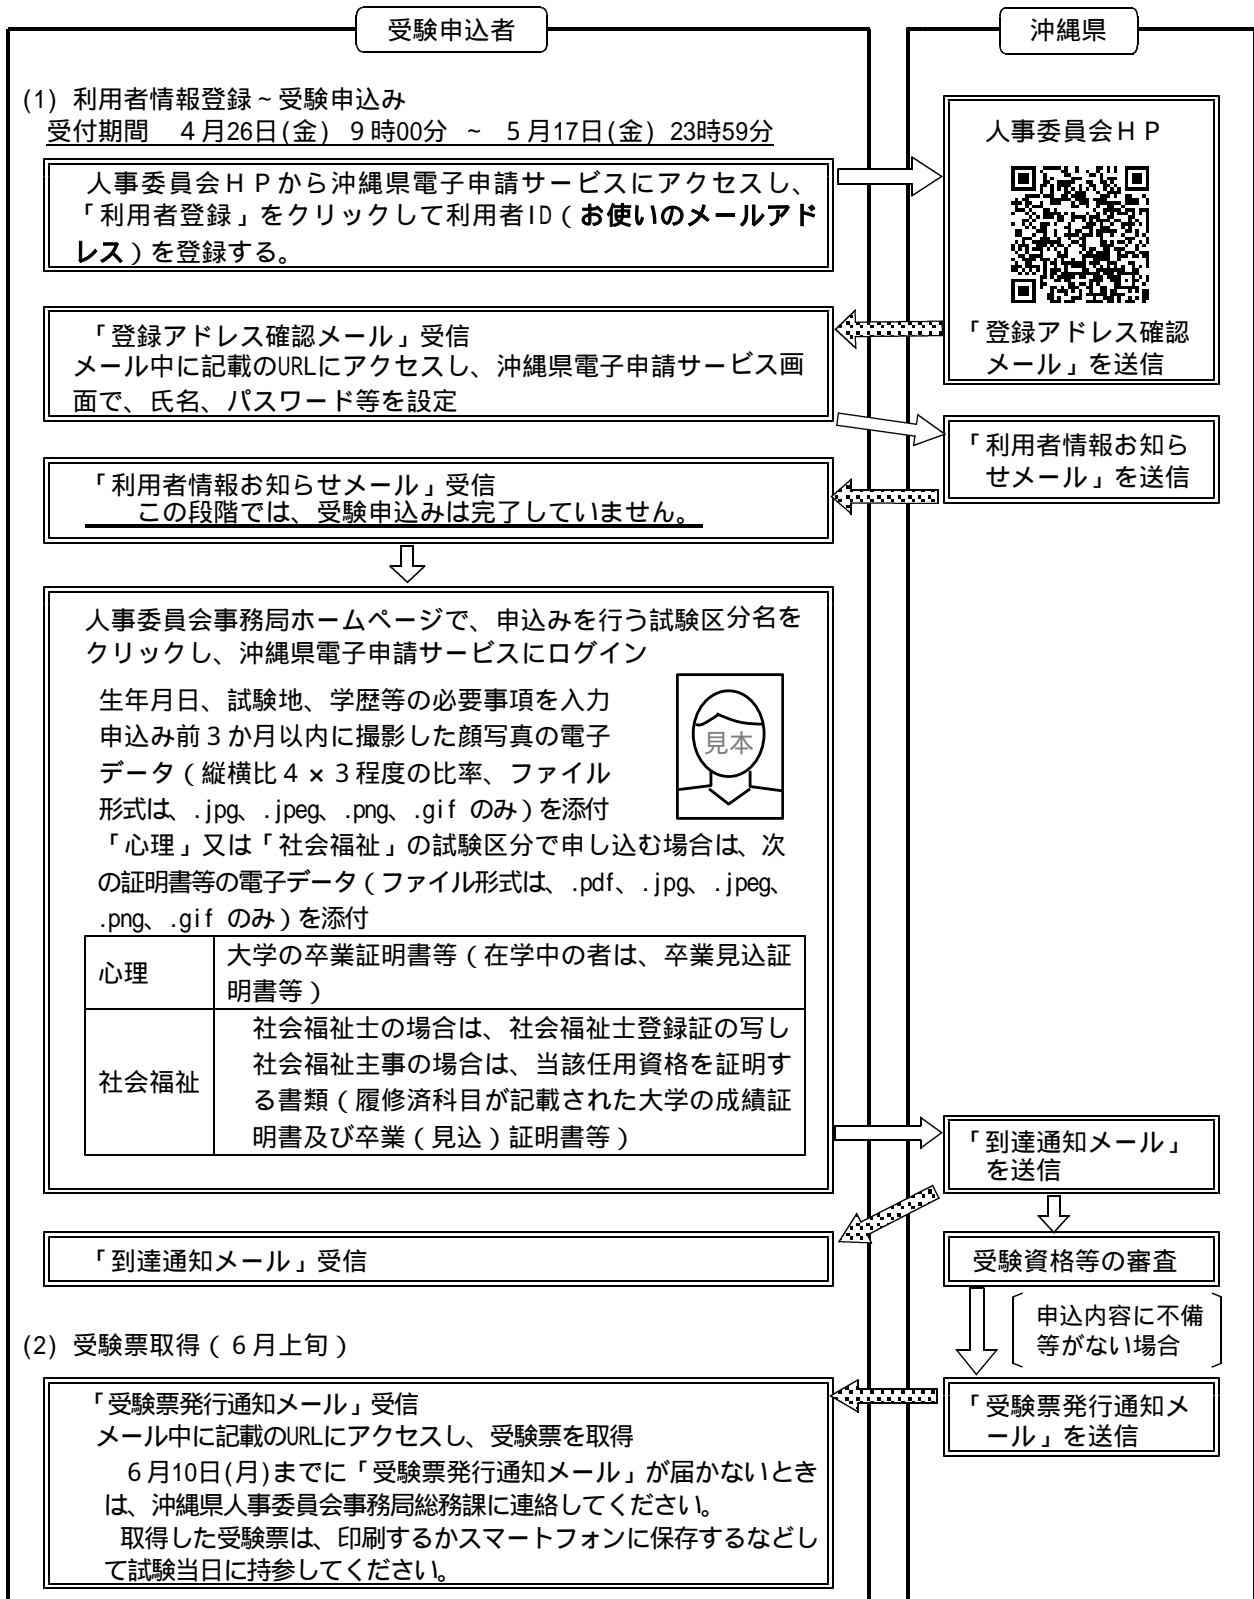 受験申込者
沖縄県
(1) 利用者情報登録~受験申込み
受付期間 4月26日(金) 9時00分 ~ 5月17日(金) 23時59分
人事委員会HPから沖縄県電子申請サービスにアクセスし、
「利用者登録」をクリックして利用者ID(お使いのメールアド
レス)を登録する。
人事委員会HP
「登録アドレス確認
メール」を送信
「登録アドレス確認メール」受信
メール中に記載のURLにアクセスし、沖縄県電子申請サービス画
面で、氏名、パスワード等を設定
「利用者情報お知ら
せメール」を送信
「利用者情報お知らせメール」受信
この段階では、受験申込みは完了していません。
人事委員会事務局ホームページで、申込みを行う試験区分名を
クリックし、沖縄県電子申請サービスにログイン
生年月日、試験地、学歴等の必要事項を入力
申込み前3か月以内に撮影した顔写真の電子
データ(縦横比4×3程度の比率、ファイル
形式は、.jpg、.jpeg、.png、.gif のみ)を添付
見本
「心理」又は「社会福祉」の試験区分で申し込む場合は、次
の証明書等の電子データ(ファイル形式は、.pdf、.jpg、.jpeg、
.png、.gif のみ)を添付
心理
大学の卒業証明書等(在学中の者は、卒業見込証
明書等)
社会福祉
社会福祉士の場合は、社会福祉士登録証の写し
社会福祉主事の場合は、当該任用資格を証明す
る書類(履修済科目が記載された大学の成績証
明書及び卒業(見込)証明書等)
「到達通知メール」
を送信
「到達通知メール」受信
受験資格等の審査
申込内容に不備
等がない場合
(2) 受験票取得(6月上旬)
「受験票発行通知メール」受信
メール中に記載のURLにアクセスし、受験票を取得
6月10日(月)までに「受験票発行通知メール」が届かないとき
は、沖縄県人事委員会事務局総務課に連絡してください。
取得した受験票は、印刷するかスマートフォンに保存するなどし
て試験当日に持参してください。
「受験票発行通知メ
ール」を送信